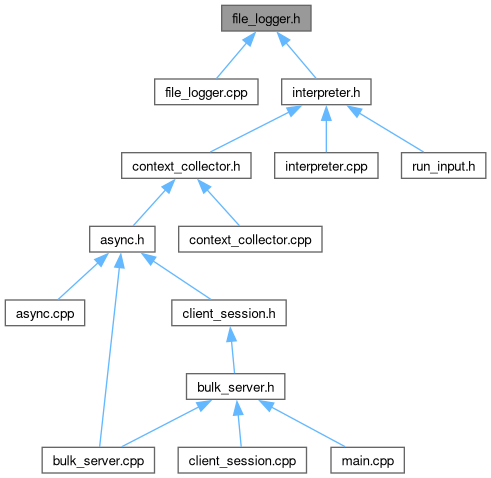 file_logger.h
file_logger.cpp
interpreter.h
context_collector.h
interpreter.cpp
run_input.h
async.h
context_collector.cpp
async.cpp
client_session.h
bulk_server.h
bulk_server.cpp
client_session.cpp
main.cpp